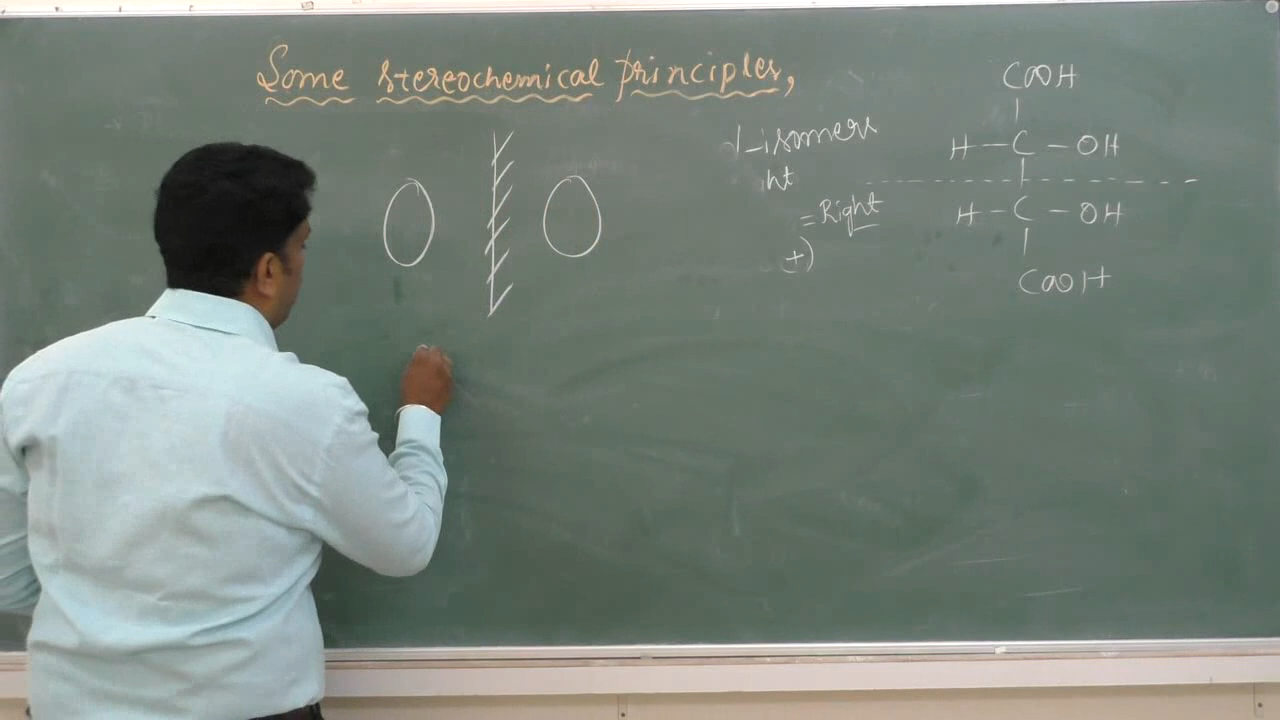 Some stereochemical principles,
d-isomers
ht
= Right
+)
COOH
|
H — C — OH
|
H — C — OH
|
COOH